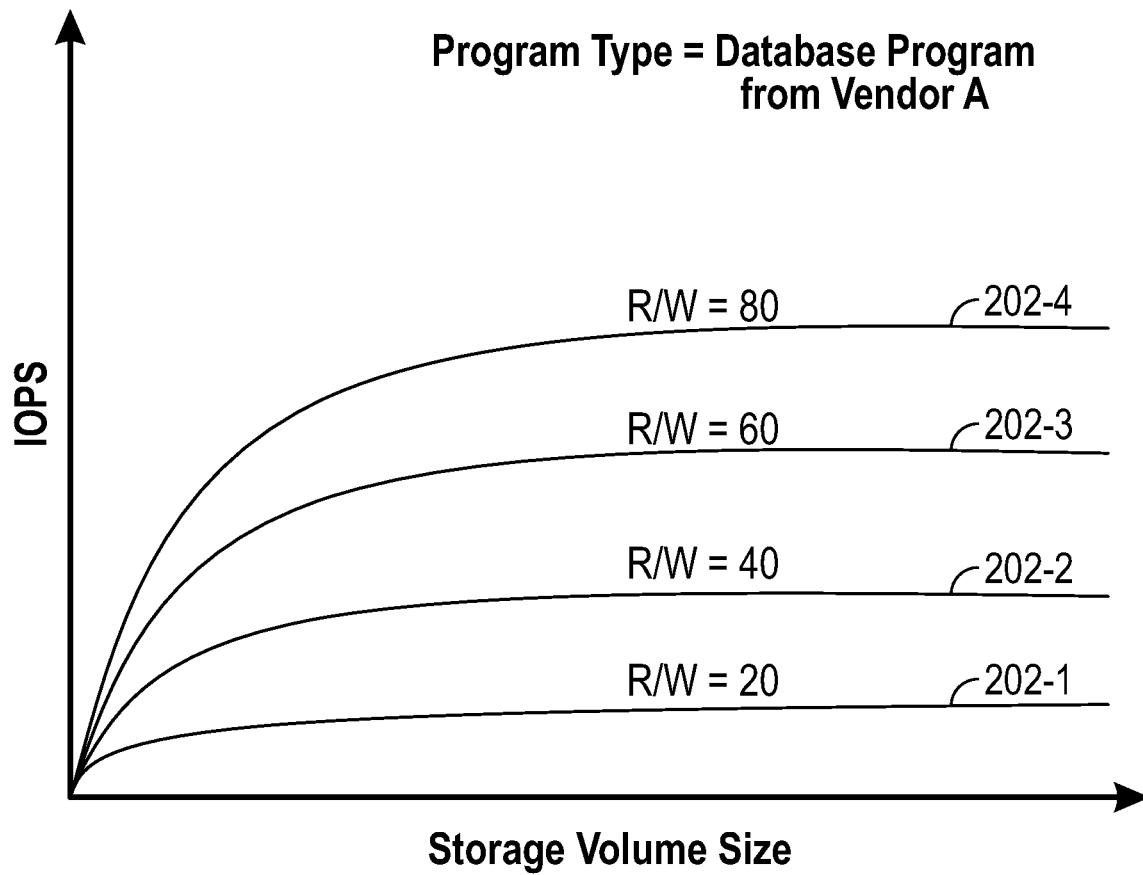 Program Type = Database Program
from Vendor A
R/W = 80
202-4
R/W = 60
202-3
R/W = 40
202-2
R/W = 20
202-1
IOPS
Storage Volume Size